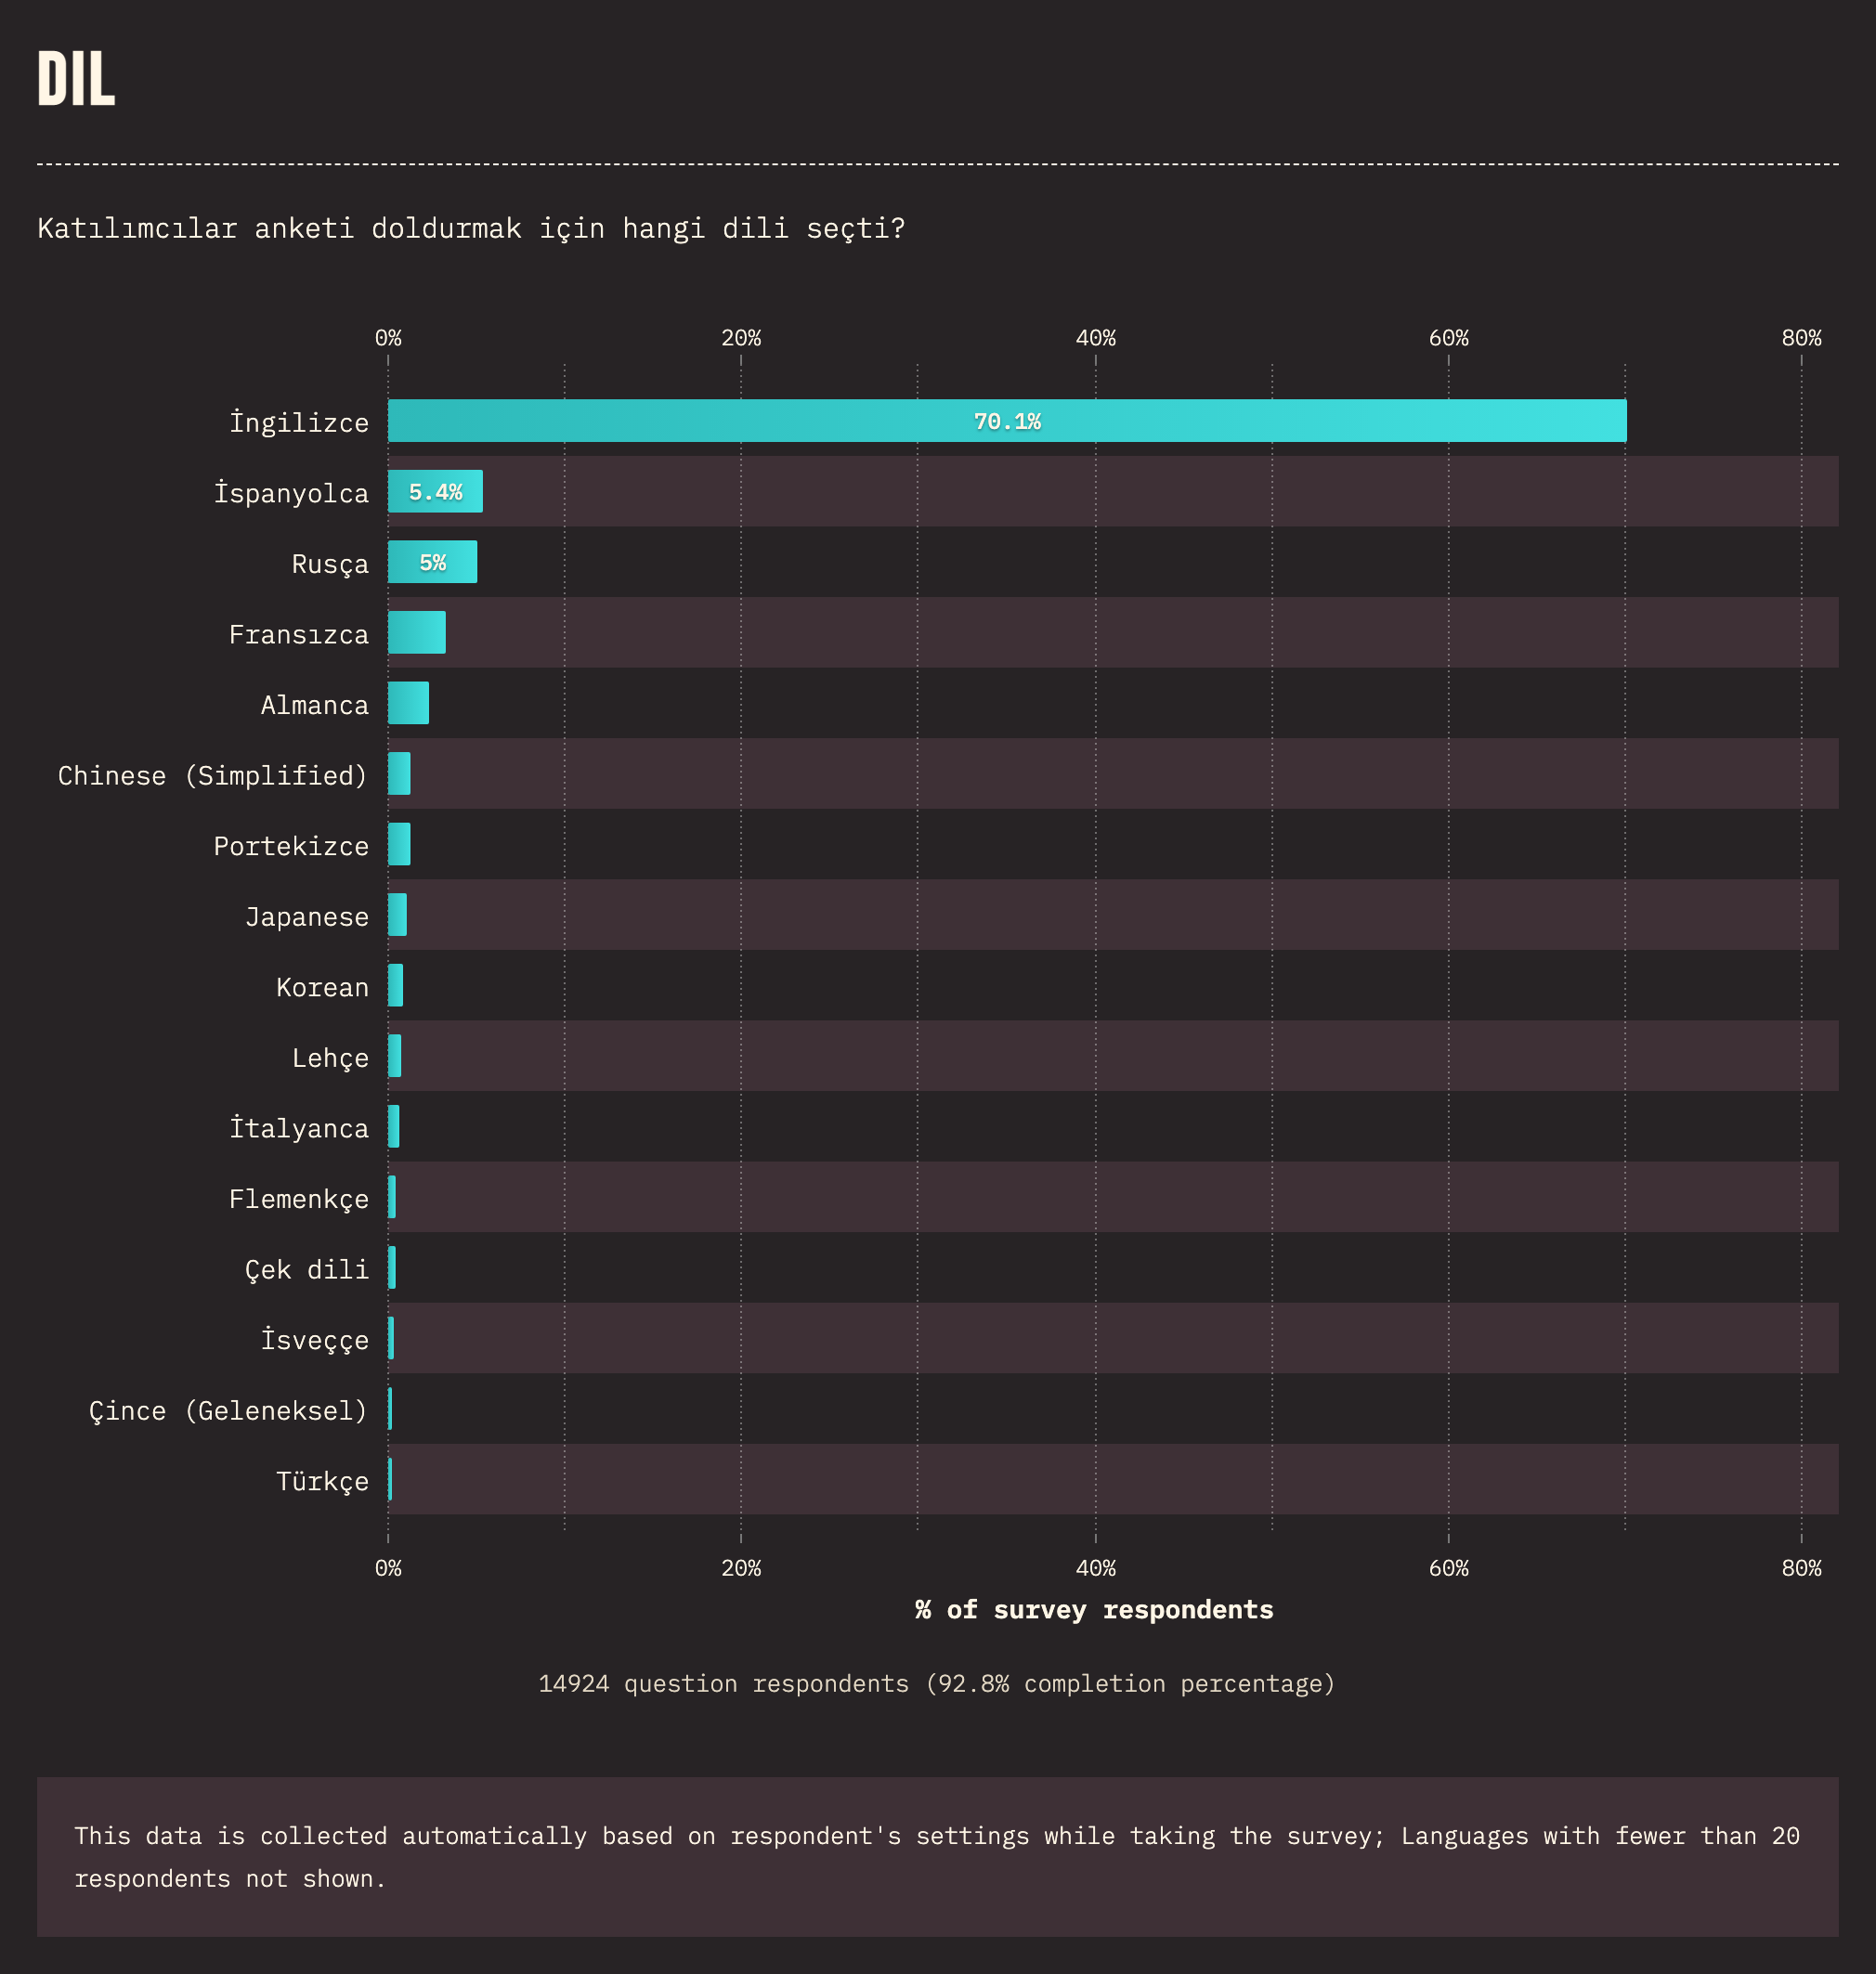 DIL
Katılımcılar anketi doldurmak için hangi dili seçti?
0% 20% 40% 60% 80%
İngilizce 70.1%
İspanyolca 5.4%
Rusça 5%
Fransızca
Almanca
Chinese (Simplified)
Portekizce
Japanese
Korean
Lehçe
İtalyanca
Flemenkçe
Çek dili
İsveççe
Çince (Geleneksel)
Türkçe
0% 20% 40% 60% 80%
% of survey respondents
14924 question respondents (92.8% completion percentage)
This data is collected automatically based on respondent's settings while taking the survey; Languages with fewer than 20
respondents not shown.